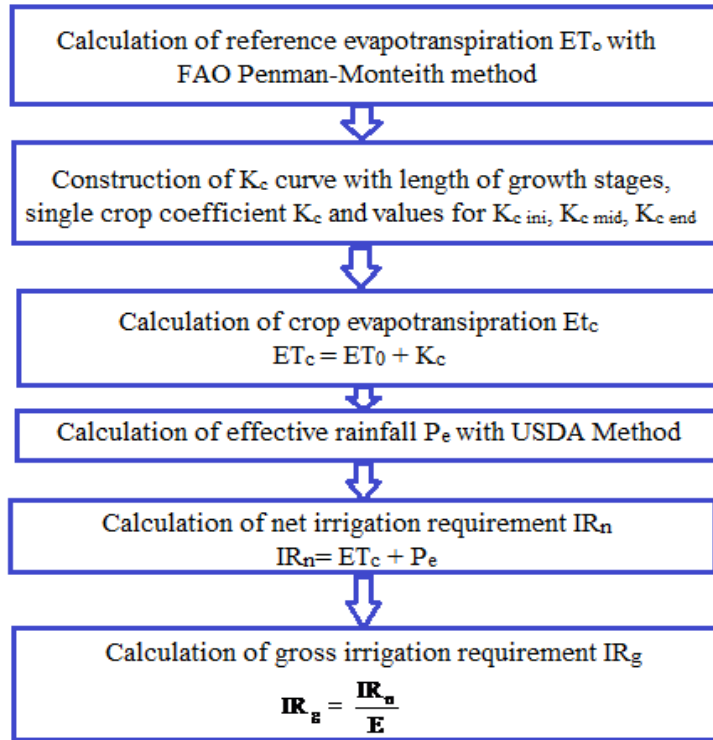 Calculation of reference evapotranspiration ETo with
FAO Penman-Monteith method
Construction of Kc curve with length of growth stages,
single crop coefficient Kc and values for Kc ini, Kc mid, Kc end
Calculation of crop evapotransipration Etc
ETc = ET0 + Kc
Calculation of effective rainfall Pe with USDA Method
Calculation of net irrigation requirement IRn
IRn= ETc + Pe
Calculation of gross irrigation requirement IRg
IRg = IRn
E